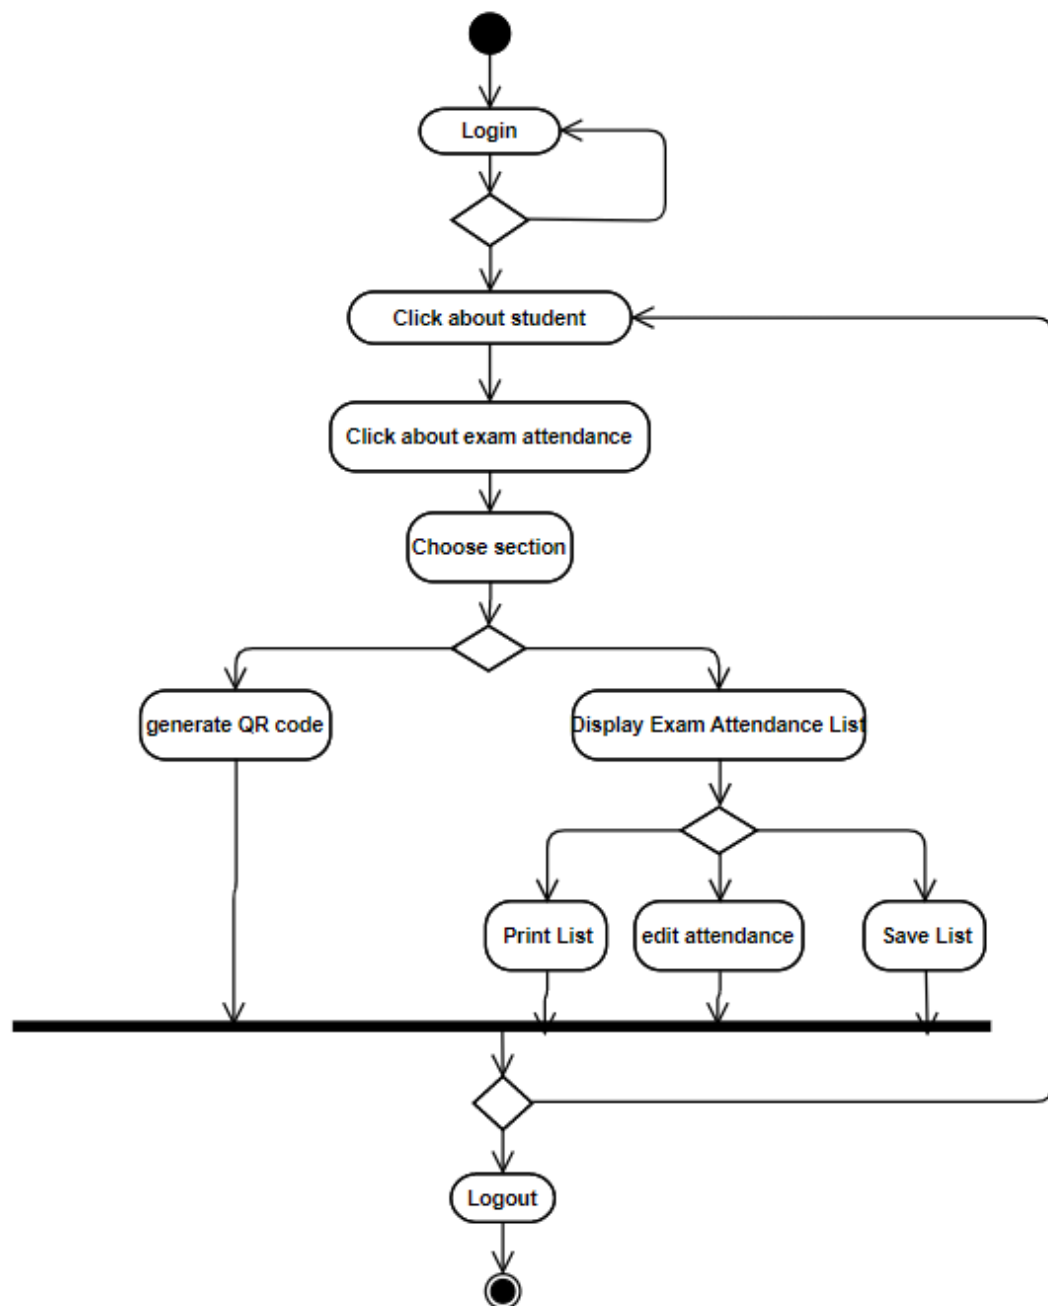 Login
Click about student
Click about exam attendance
Choose section
generate QR code
Display Exam Attendance List
Print List
edit attendance
Save List
Logout